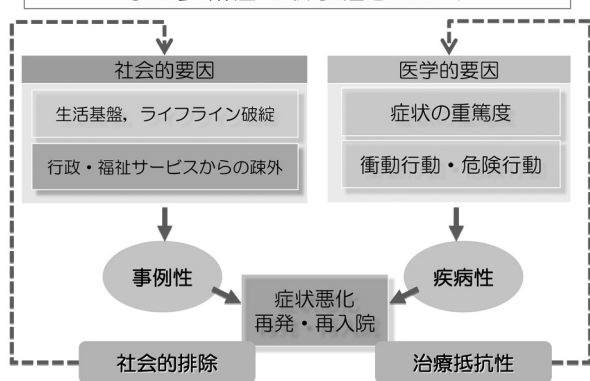 社会的要因
生活基盤，ライフライン破綻
行政・福祉サービスからの疎外
医学的要因
症状の重篤度
衝動行動・危険行動
事例性
疾病性
症状悪化
再発・再入院
社会的排除
治療抵抗性